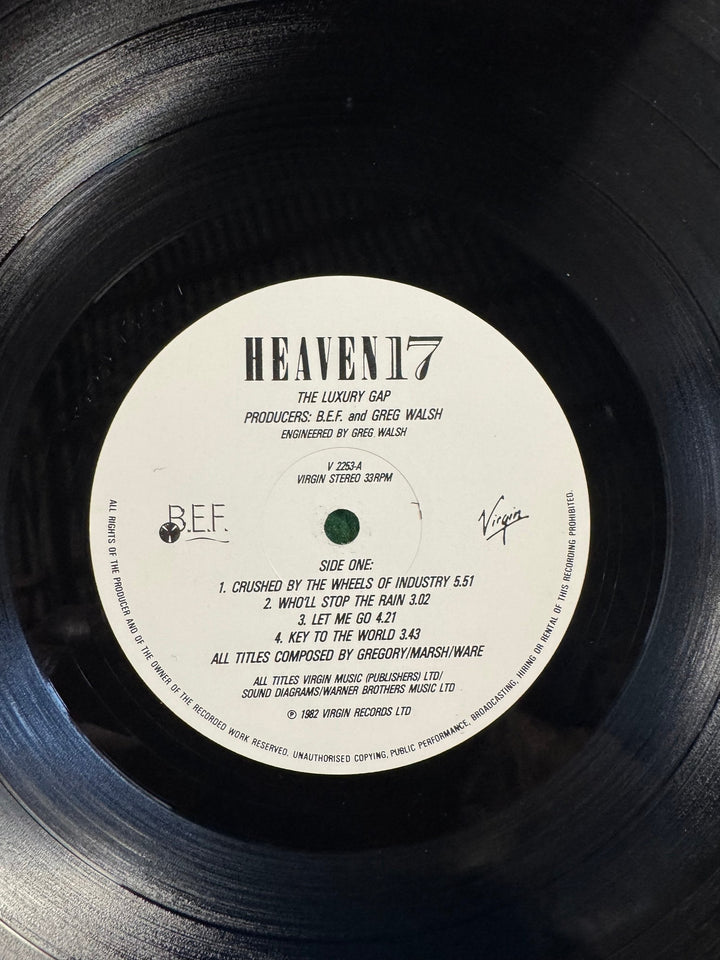 HEAVEN 17
THE LUXURY GAP
PRODUCERS: B.E.F. and GREG WALSH
ENGINEERED BY GREG WALSH
V 2253-A
VIRGIN STEREO 33RPM
B.E.F.
Virgin
SIDE ONE:
1. CRUSHED BY THE WHEELS OF INDUSTRY 5.51
2. WHO'LL STOP THE RAIN 3.02
3. LET ME GO 4.21
4. KEY TO THE WORLD 3.43
ALL TITLES COMPOSED BY GREGORY/MARSH/WARE
ALL TITLES VIRGIN MUSIC (PUBLISHERS) LTD/
SOUND DIAGRAMS/WARNER BROTHERS MUSIC LTD
℗ 1982 VIRGIN RECORDS LTD
ALL RIGHTS OF THE PRODUCER AND OF THE OWNER OF THE RECORDED WORK RESERVED. UNAUTHORISED COPYING, PUBLIC PERFORMANCE, BROADCASTING, HIRING OR RENTAL OF THIS RECORDING PROHIBITED.